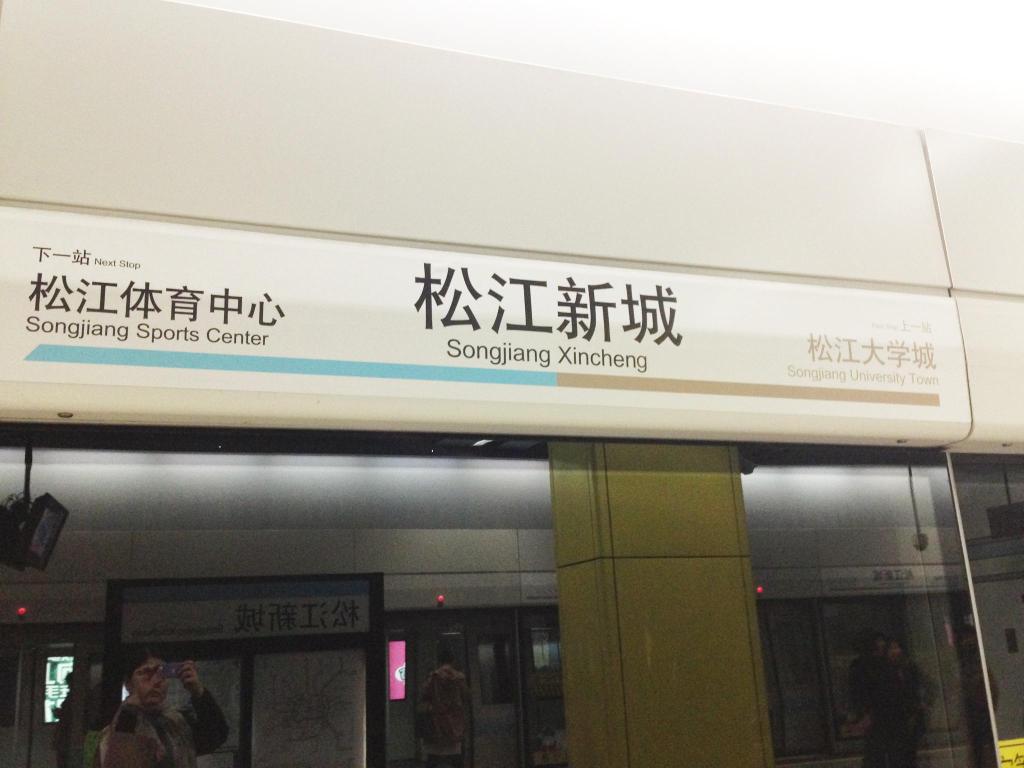 下一站 Next Stop
松江体育中心
Songjiang Sports Center
松江新城
Songjiang Xincheng
上一站
松江大学城
Songjiang University Town
松江新城